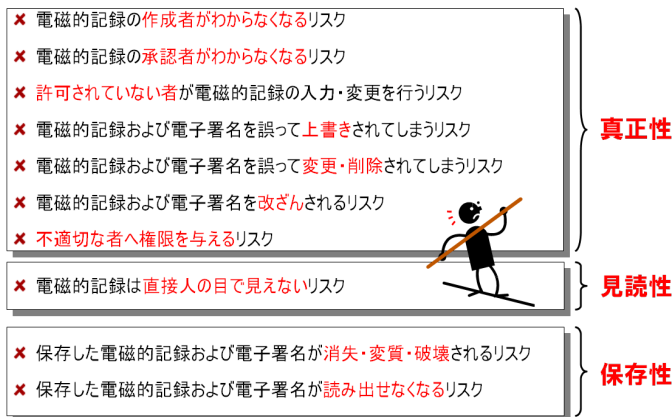 ✘ 電磁的記録の作成者がわからなくなるリスク
✘ 電磁的記録の承認者がわからなくなるリスク
✘ 許可されていない者が電磁的記録の入力・変更を行うリスク
✘ 電磁的記録および電子署名を誤って上書きされてしまうリスク
✘ 電磁的記録および電子署名を誤って変更・削除されてしまうリスク
✘ 電磁的記録および電子署名を改ざんされるリスク
✘ 不適切な者へ権限を与えるリスク
真正性
✘ 電磁的記録は直接人の目で見えないリスク
見読性
✘ 保存した電磁的記録および電子署名が消失・変質・破壊されるリスク
✘ 保存した電磁的記録および電子署名が読み出せなくなるリスク
保存性